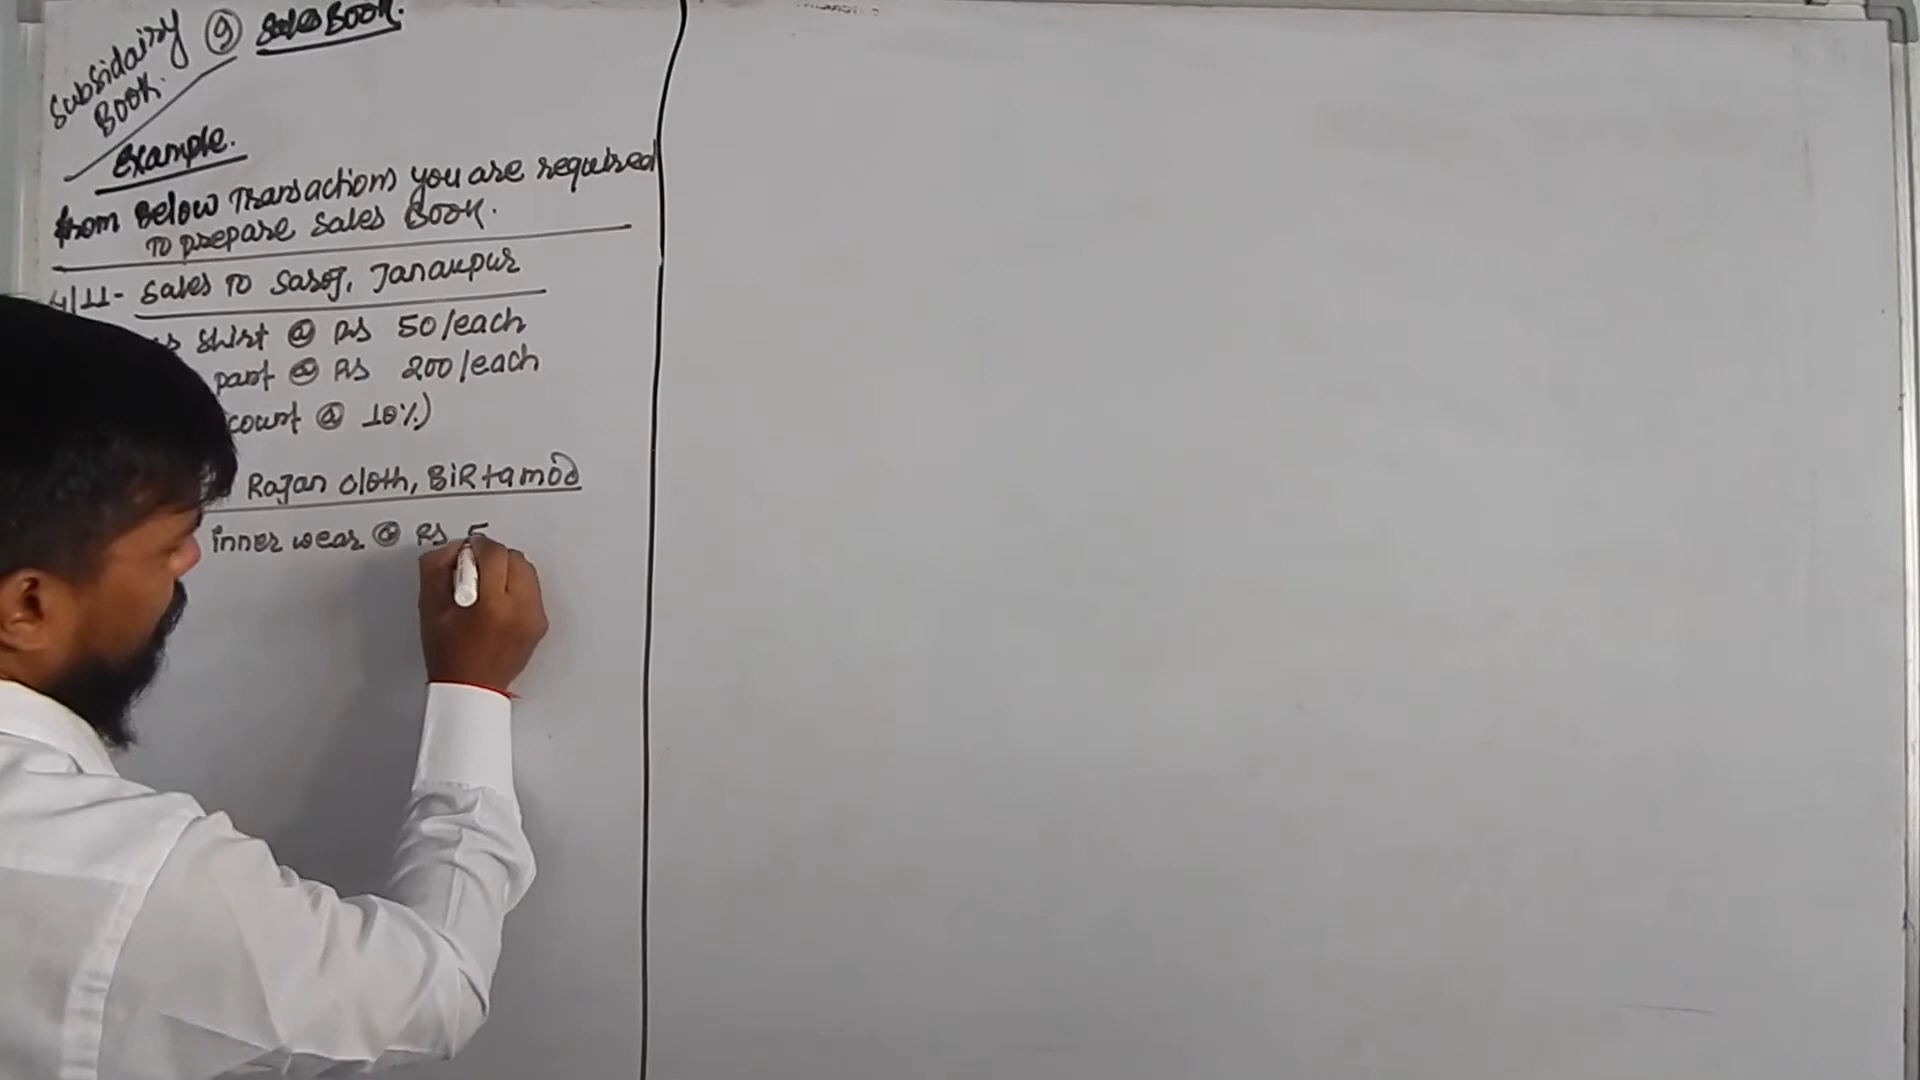 Subsidairy Book.
9 Sales Book.
Example.
from Below Transactions you are required
To prepare Sales Book.
4/11- Sales To Saroj, Janakpur
shirt @ Rs 50/each
pant @ Rs 200/each
count @ 10%)
Rajan cloth, BiRtamod
inner wear @ Rs 5